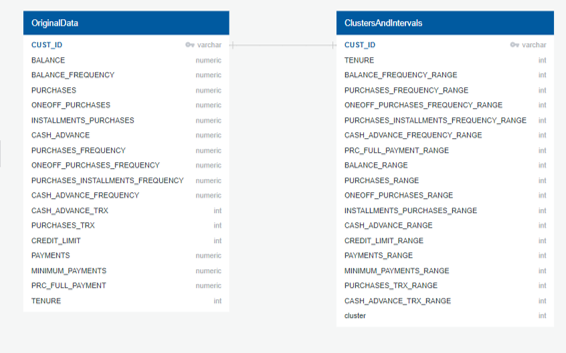 OriginalData
CUST_ID varchar
BALANCE numeric
BALANCE_FREQUENCY numeric
PURCHASES numeric
ONEOFF_PURCHASES numeric
INSTALLMENTS_PURCHASES numeric
CASH_ADVANCE numeric
PURCHASES_FREQUENCY numeric
ONEOFF_PURCHASES_FREQUENCY numeric
PURCHASES_INSTALLMENTS_FREQUENCY numeric
CASH_ADVANCE_FREQUENCY numeric
CASH_ADVANCE_TRX int
PURCHASES_TRX int
CREDIT_LIMIT int
PAYMENTS numeric
MINIMUM_PAYMENTS numeric
PRC_FULL_PAYMENT numeric
TENURE int
ClustersAndIntervals
CUST_ID varchar
TENURE int
BALANCE_FREQUENCY_RANGE int
PURCHASES_FREQUENCY_RANGE int
ONEOFF_PURCHASES_FREQUENCY_RANGE int
PURCHASES_INSTALLMENTS_FREQUENCY_RANGE int
CASH_ADVANCE_FREQUENCY_RANGE int
PRC_FULL_PAYMENT_RANGE int
BALANCE_RANGE int
PURCHASES_RANGE int
ONEOFF_PURCHASES_RANGE int
INSTALLMENTS_PURCHASES_RANGE int
CASH_ADVANCE_RANGE int
CREDIT_LIMIT_RANGE int
PAYMENTS_RANGE int
MINIMUM_PAYMENTS_RANGE int
PURCHASES_TRX_RANGE int
CASH_ADVANCE_TRX_RANGE int
cluster int